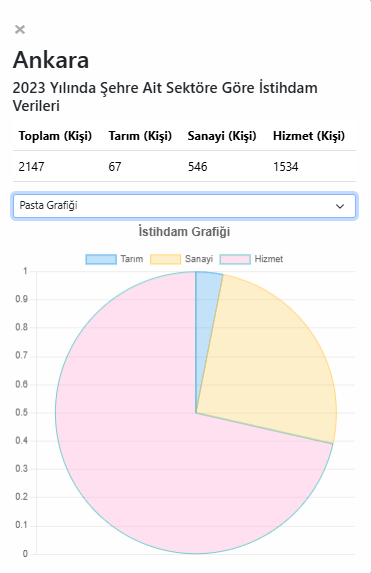 ×
Ankara
2023 Yılında Şehre Ait Sektöre Göre İstihdam
Verileri
Toplam (Kişi) Tarım (Kişi) Sanayi (Kişi) Hizmet (Kişi)
2147 67 546 1534
Pasta Grafiği
İstihdam Grafiği
Tarım Sanayi Hizmet
1
0.9
0.8
0.7
0.6
0.5
0.4
0.3
0.2
0.1
0